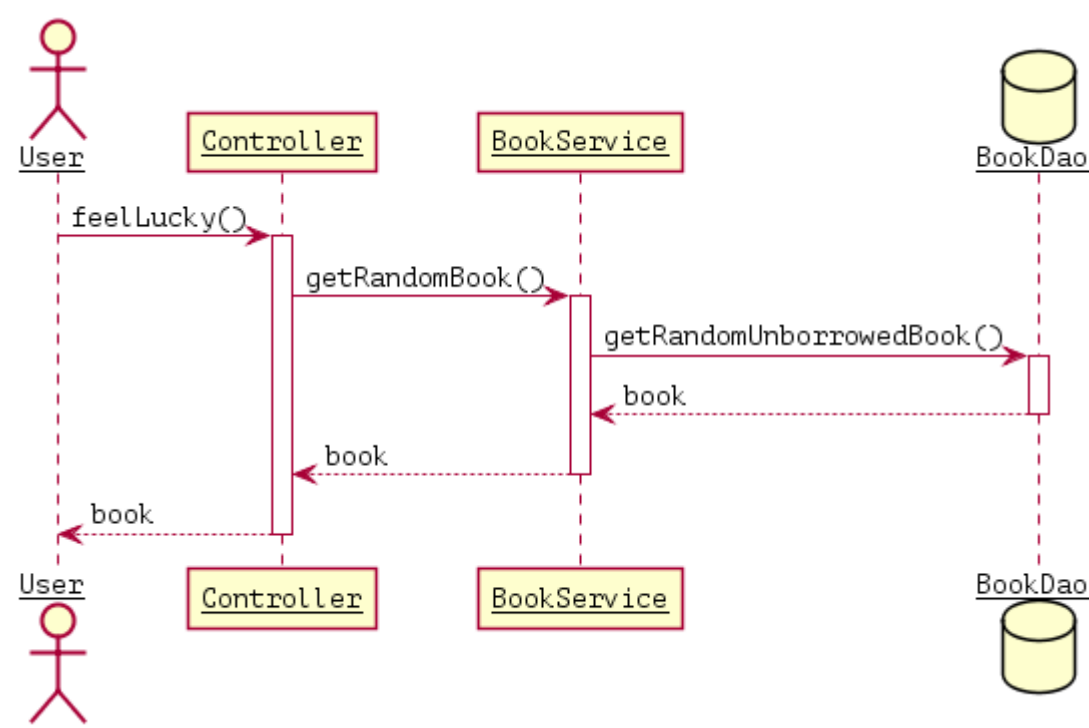 User
Controller
BookService
BookDao
feelLucky()
getRandomBook()
getRandomUnborrowedBook()
book
book
book
User
Controller
BookService
BookDao